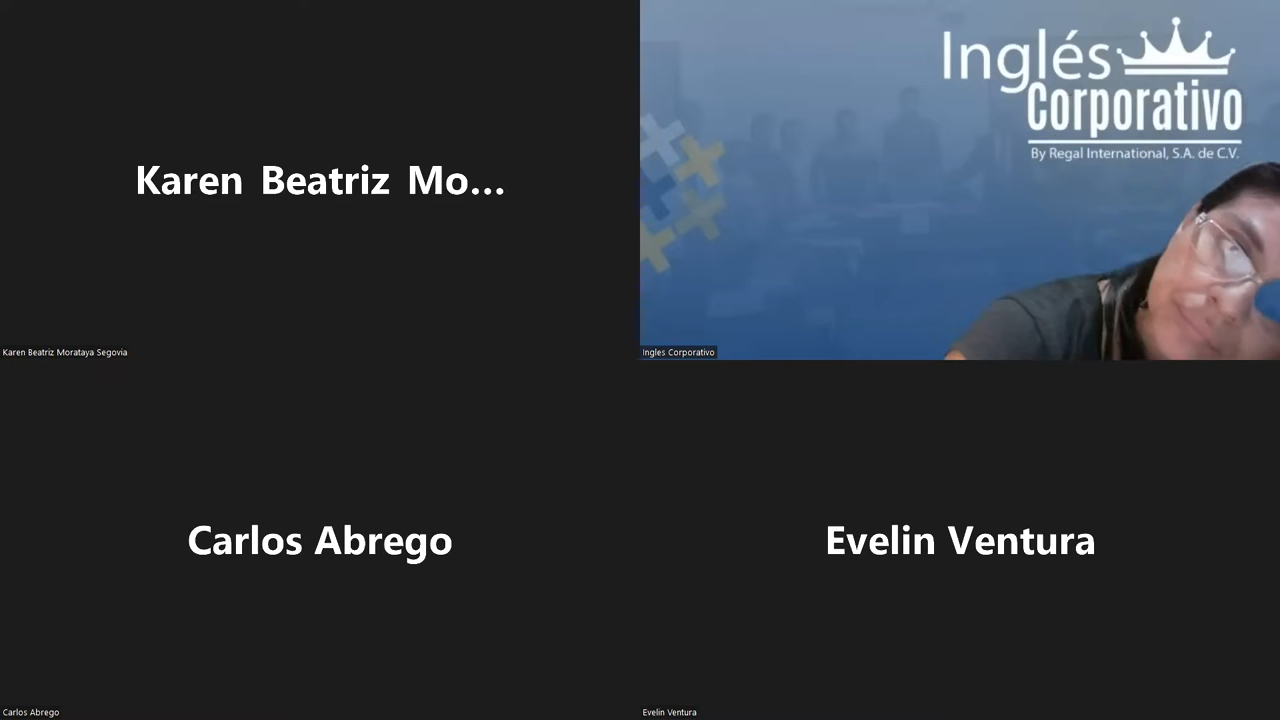 Karen Beatriz Mo...
Karen Beatriz Morataya Segovia
Inglés
Corporativo
By Regal International, S.A. de C.V.
Ingles Corporativo
Carlos Abrego
Carlos Abrego
Evelin Ventura
Evelin Ventura